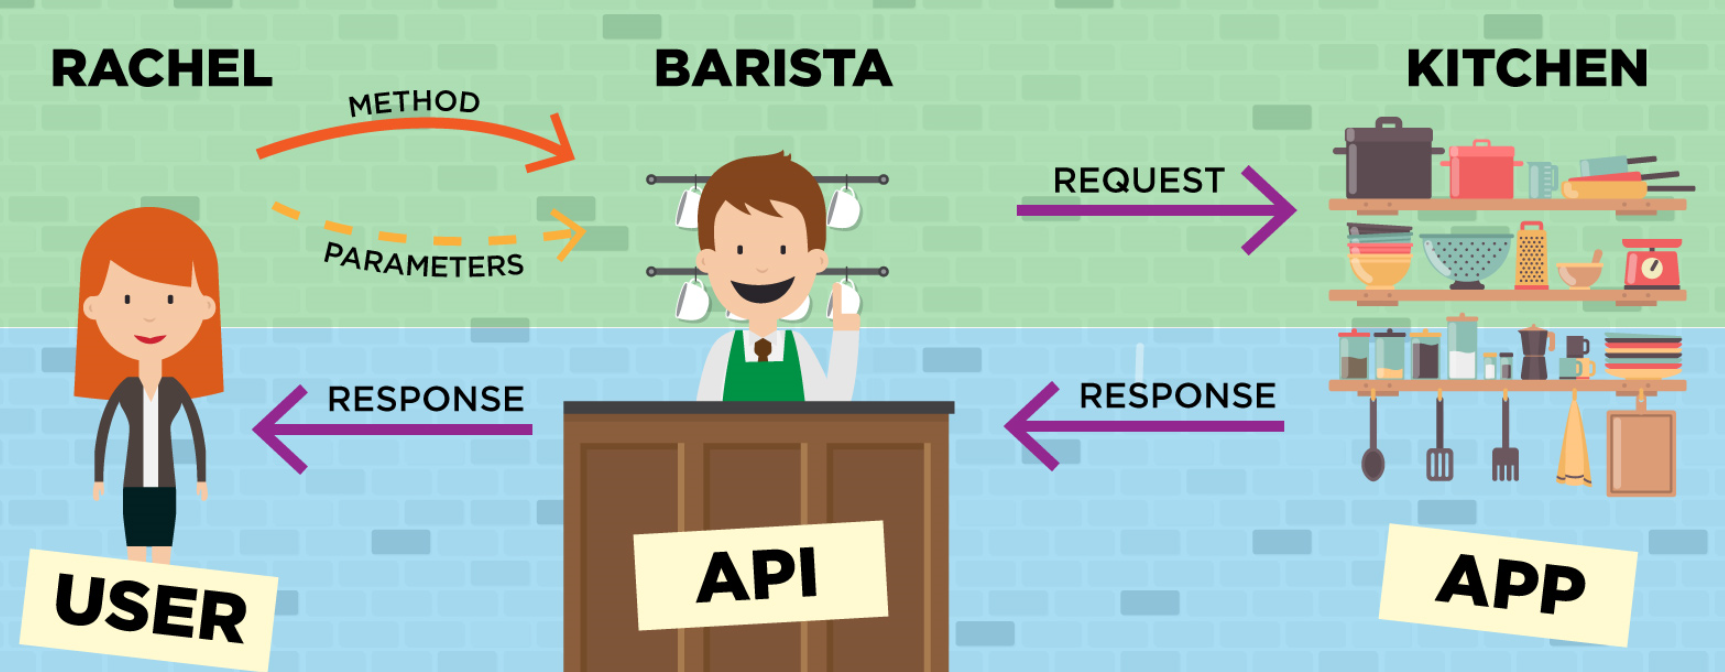 RACHEL
BARISTA
KITCHEN
METHOD
PARAMETERS
REQUEST
RESPONSE
RESPONSE
USER
API
APP